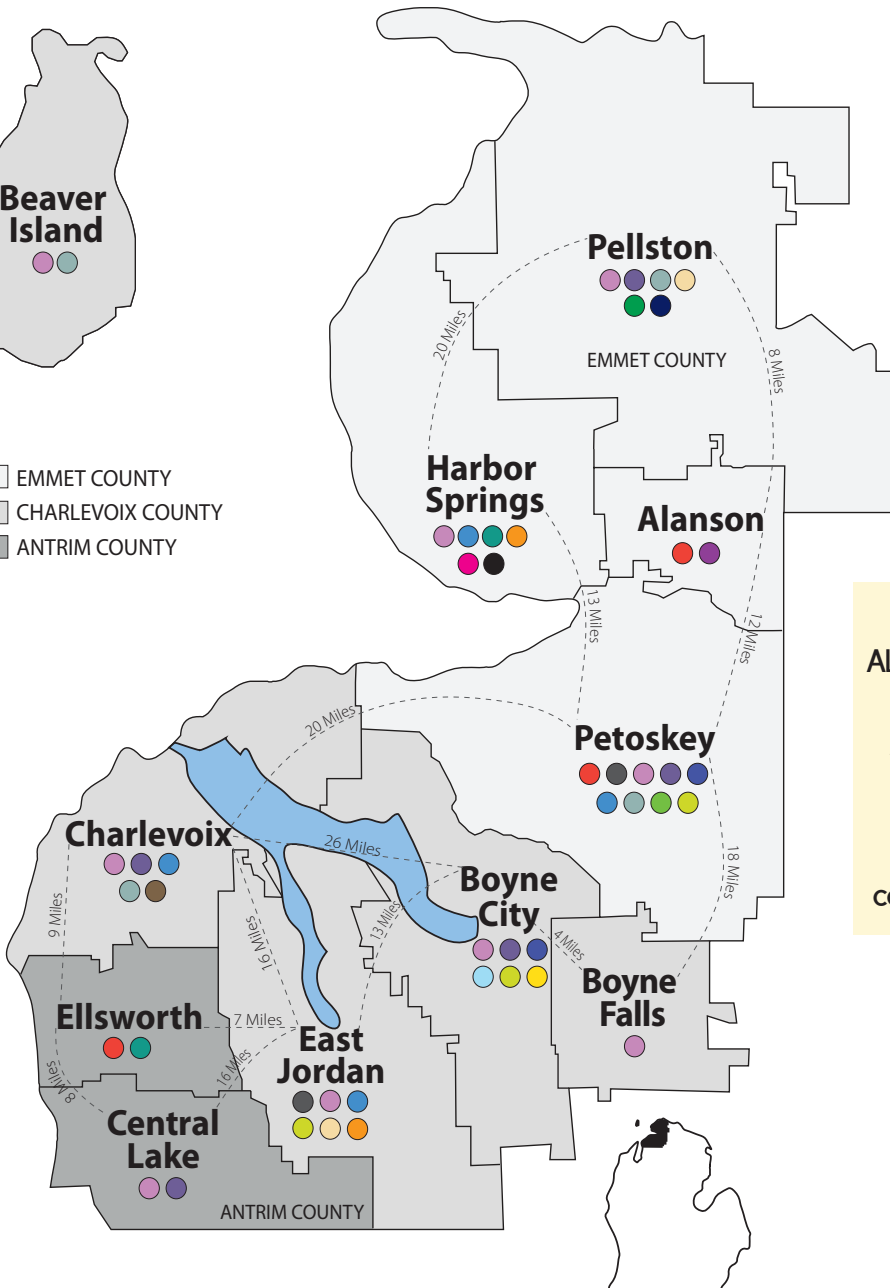 Beaver
Island
Pellston
EMMET COUNTY
20 Miles
8 Miles
Harbor
Springs
Alanson
EMMET COUNTY
CHARLEVOIX COUNTY
ANTRIM COUNTY
13 Miles
12 Miles
AL
20 Miles
Petoskey
Charlevoix
26 Miles
18 Miles
Boyne
City
9 Miles
16 Miles
13 Miles
4 Miles
Boyne
Falls
Ellsworth
7 Miles
East
Jordan
8 Miles
16 Miles
Central
Lake
ANTRIM COUNTY